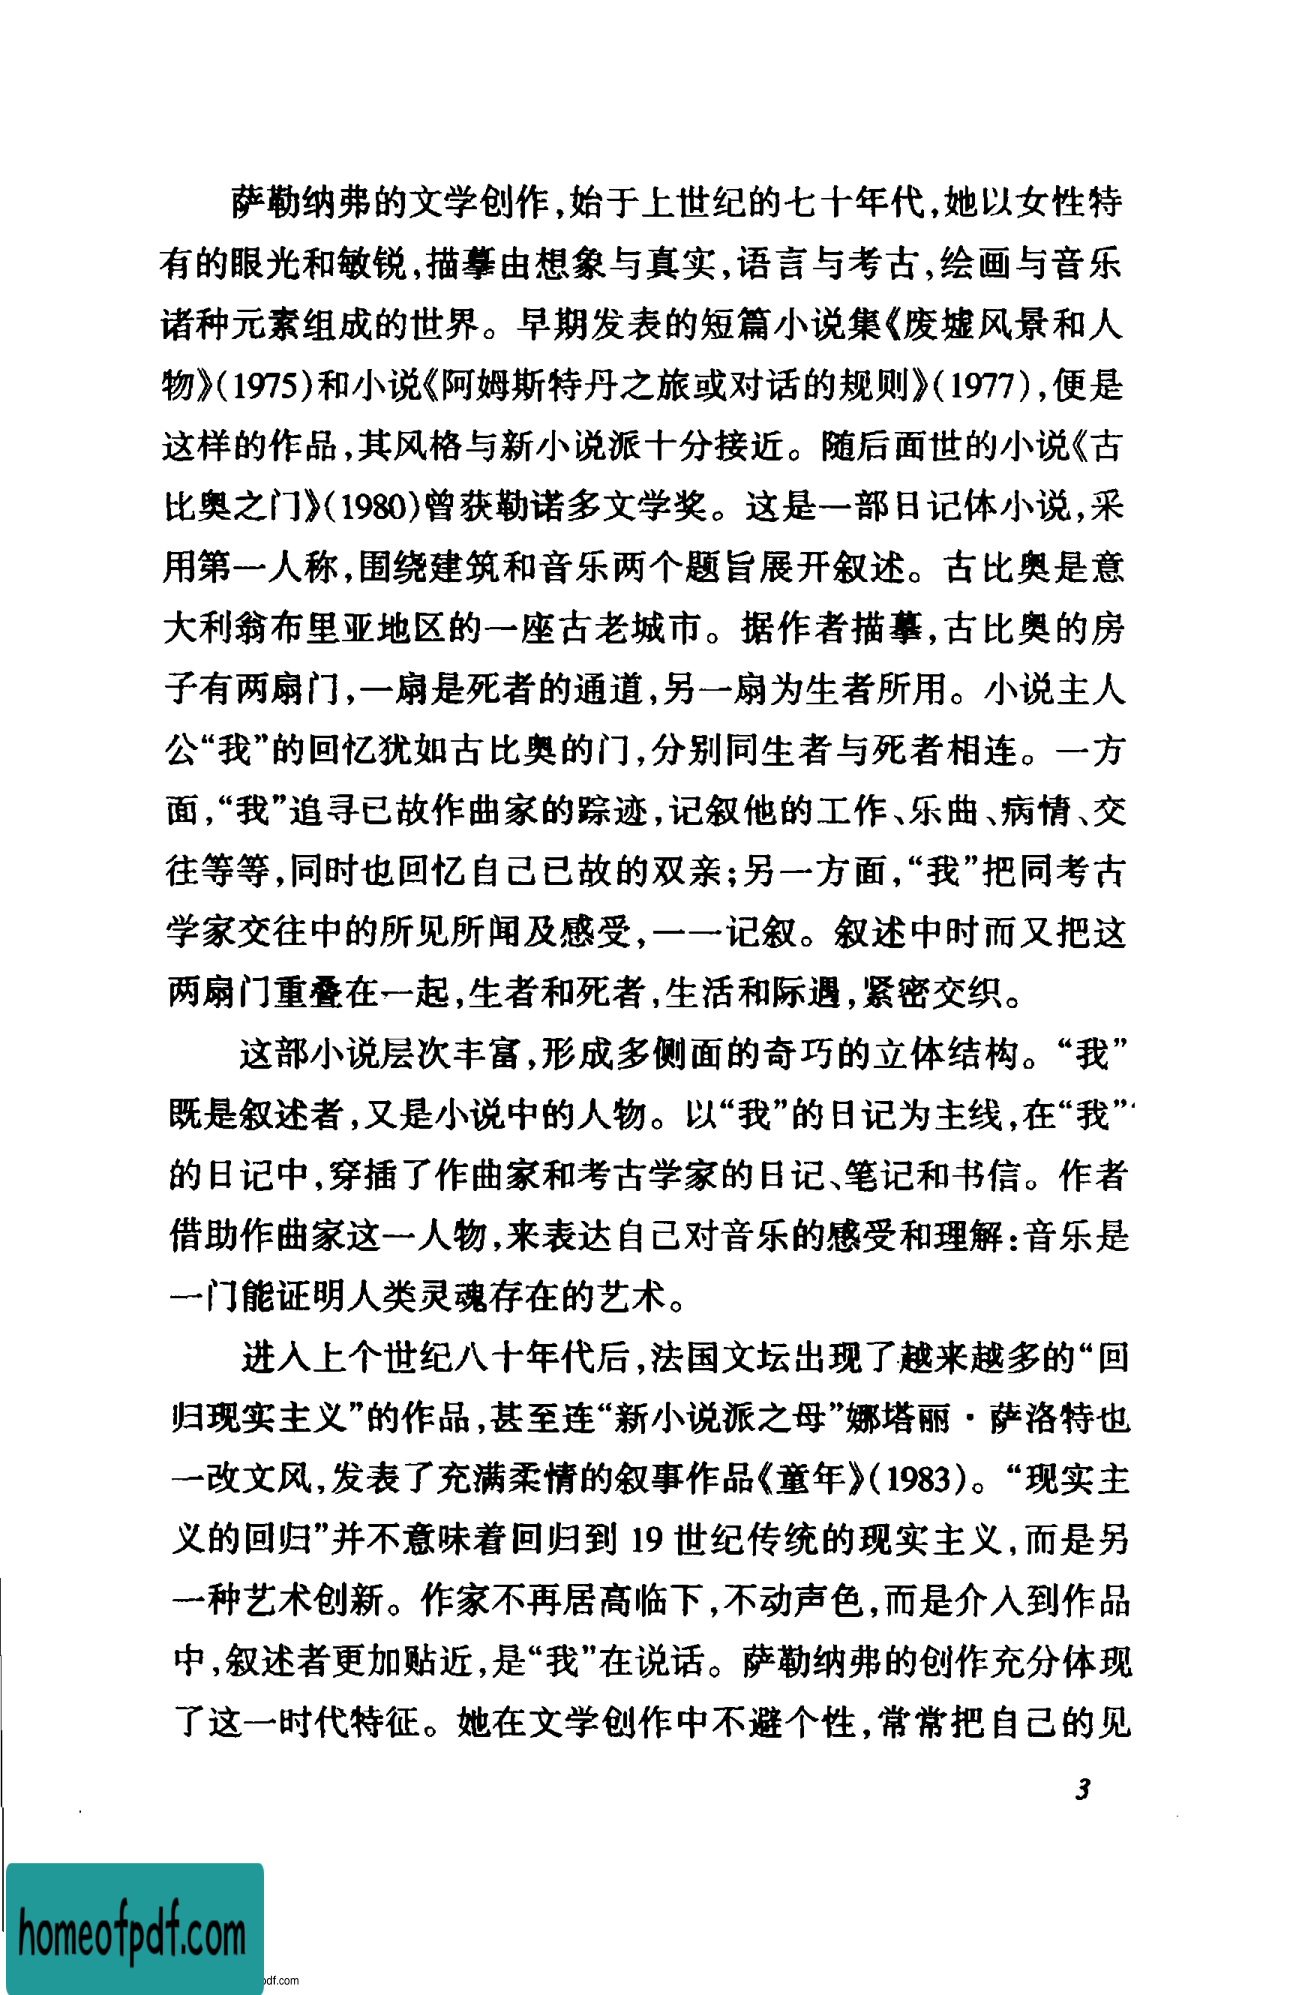 萨勒纳弗的文学创作,始于上世纪的七十年代,她以女性特
有的眼光和敏锐,描摹由想象与真实,语言与考古,绘画与音乐
诸种元素组成的世界。早期发表的短篇小说集《废墟风景和人
物》(1975)和小说《阿姆斯特丹之旅或对话的规则》(1977),便是
这样的作品,其风格与新小说派十分接近。随后面世的小说《古
比奥之门》(1980)曾获勒诺多文学奖。这是一部日记体小说,采
用第一人称,围绕建筑和音乐两个题旨展开叙述。古比奥是意
大利翁布里亚地区的一座古老城市。据作者描摹,古比奥的房
子有两扇门,一扇是死者的通道,另一扇为生者所用。小说主人
公“我”的回忆犹如古比奥的门,分别同生者与死者相连。一方
面,“我”追寻已故作曲家的踪迹,记叙他的工作、乐曲、病情、交
往等等,同时也回忆自己已故的双亲;另一方面,“我”把同考古
学家交往中的所见所闻及感受,一一记叙。叙述中时而又把这
两扇门重叠在一起,生者和死者,生活和际遇,紧密交织。
这部小说层次丰富,形成多侧面的奇巧的立体结构。“我”
既是叙述者,又是小说中的人物。以“我”的日记为主线,在“我”
的日记中,穿插了作曲家和考古学家的日记、笔记和书信。作者
借助作曲家这一人物,来表达自己对音乐的感受和理解:音乐是
一门能证明人类灵魂存在的艺术。
进入上个世纪八十年代后,法国文坛出现了越来越多的“回
归现实主义”的作品,甚至连“新小说派之母”娜塔丽·萨洛特也
一改文风,发表了充满柔情的叙事作品《童年》(1983)。“现实主
义的回归”并不意味着回归到 19 世纪传统的现实主义,而是另
一种艺术创新。作家不再居高临下,不动声色,而是介入到作品
中,叙述者更加贴近,是“我”在说话。萨勒纳弗的创作充分体现
了这一时代特征。她在文学创作中不避个性,常常把自己的见
3
homeofpdf.com
pdf.com